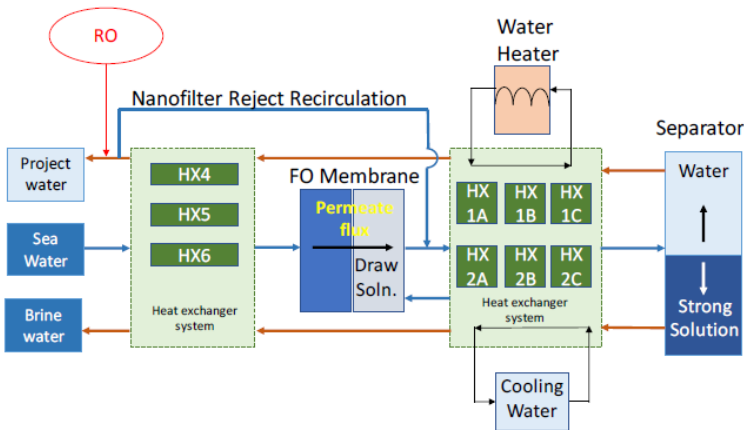 RO
Water
Heater
Nanofilter Reject Recirculation
Separator
Project
water
HX4
HX5
HX6
Sea
Water
Brine
water
Heat exchanger
system
FO Membrane
Permeate
flux
Draw
Soln.
HX
1A
HX
1B
HX
1C
HX
2A
HX
2B
HX
2C
Heat exchanger
system
Water
Strong
Solution
Cooling
Water